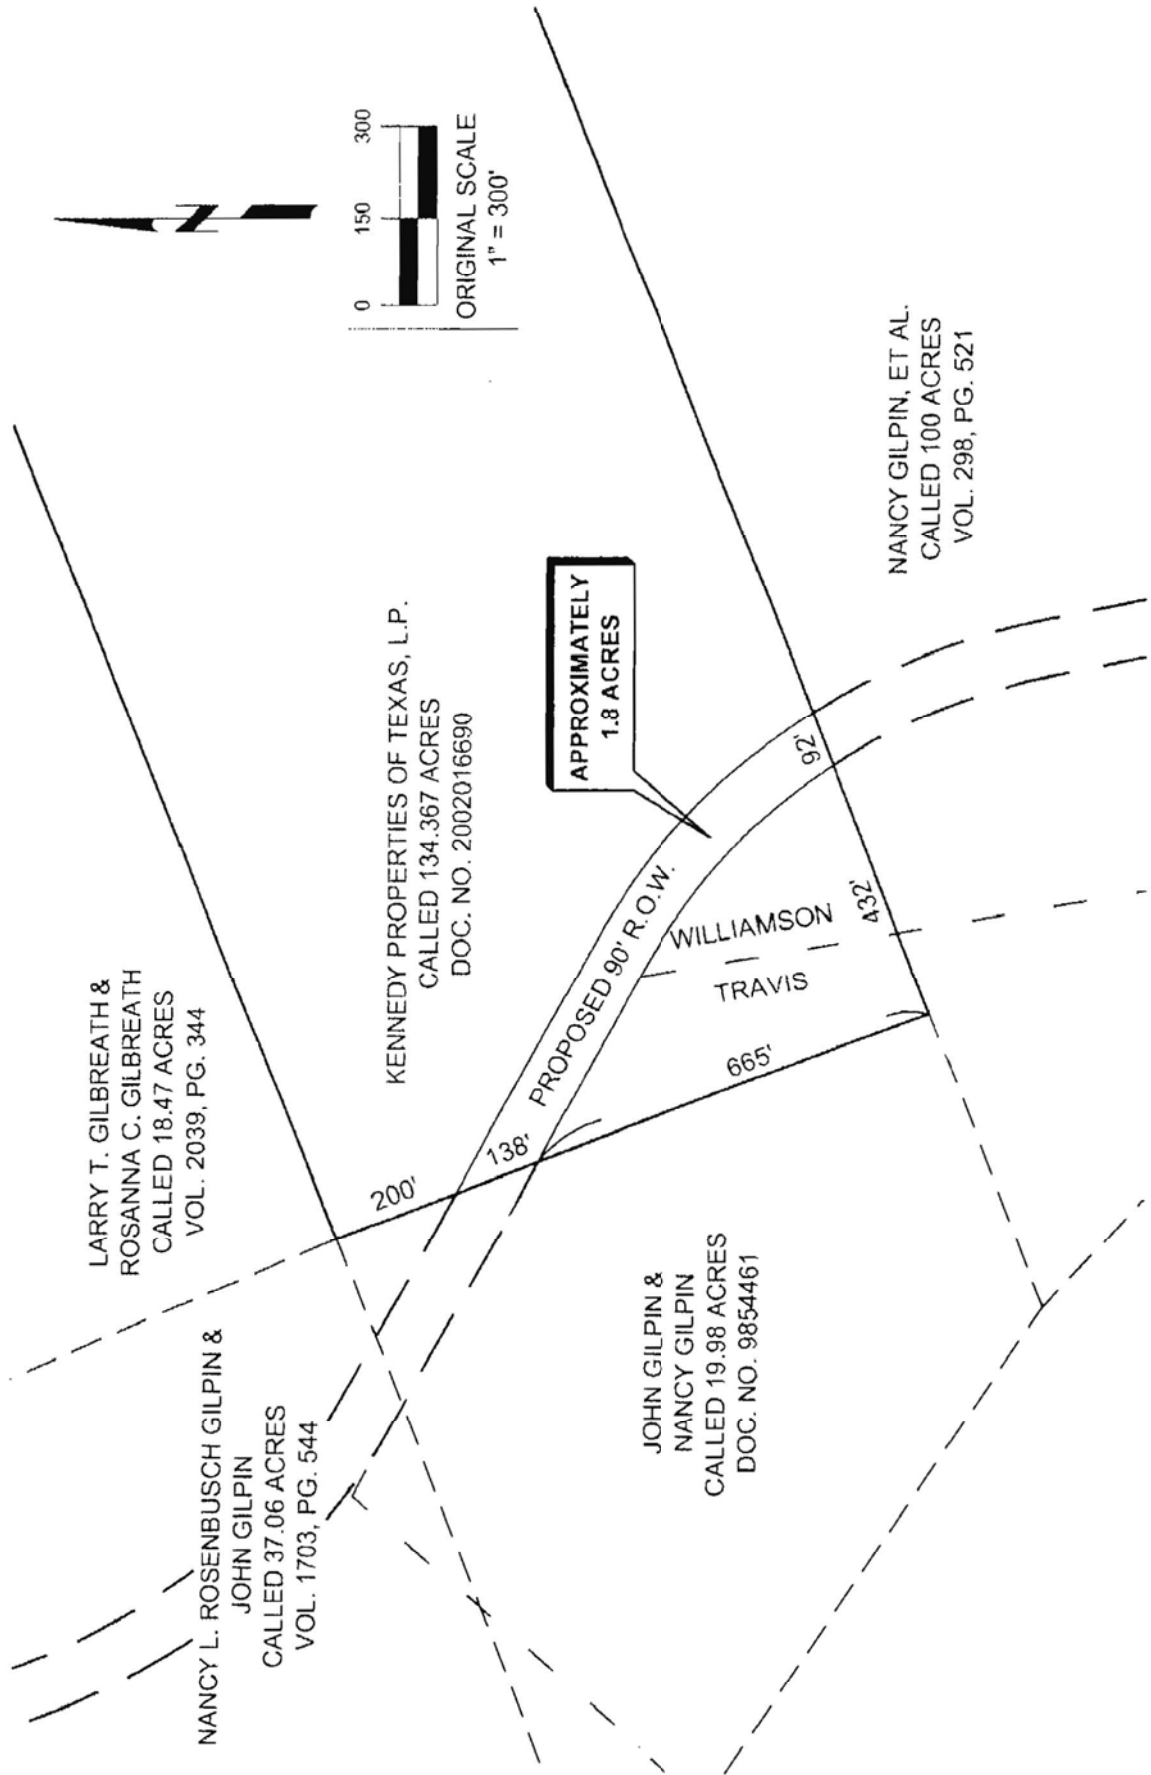 LARRY T. GILBREATH &
ROSANNA C. GILBREATH
CALLED 18.47 ACRES
VOL. 2039, PG. 344
NANCY L. ROSENBUSCH GILPIN &
JOHN GILPIN
CALLED 37.06 ACRES
VOL. 1703, PG. 544
KENNEDY PROPERTIES OF TEXAS, L.P.
CALLED 134.367 ACRES
DOC. NO. 2002016690
N
0 150 300
ORIGINAL SCALE
1" = 300'
200'
138'
665'
PROPOSED 90' R.O.W.
APPROXIMATELY
1.8 ACRES
WILLIAMSON
TRAVIS
92'
432'
JOHN GILPIN &
NANCY GILPIN
CALLED 19.98 ACRES
DOC. NO. 9854461
NANCY GILPIN, ET AL.
CALLED 100 ACRES
VOL. 298, PG. 521